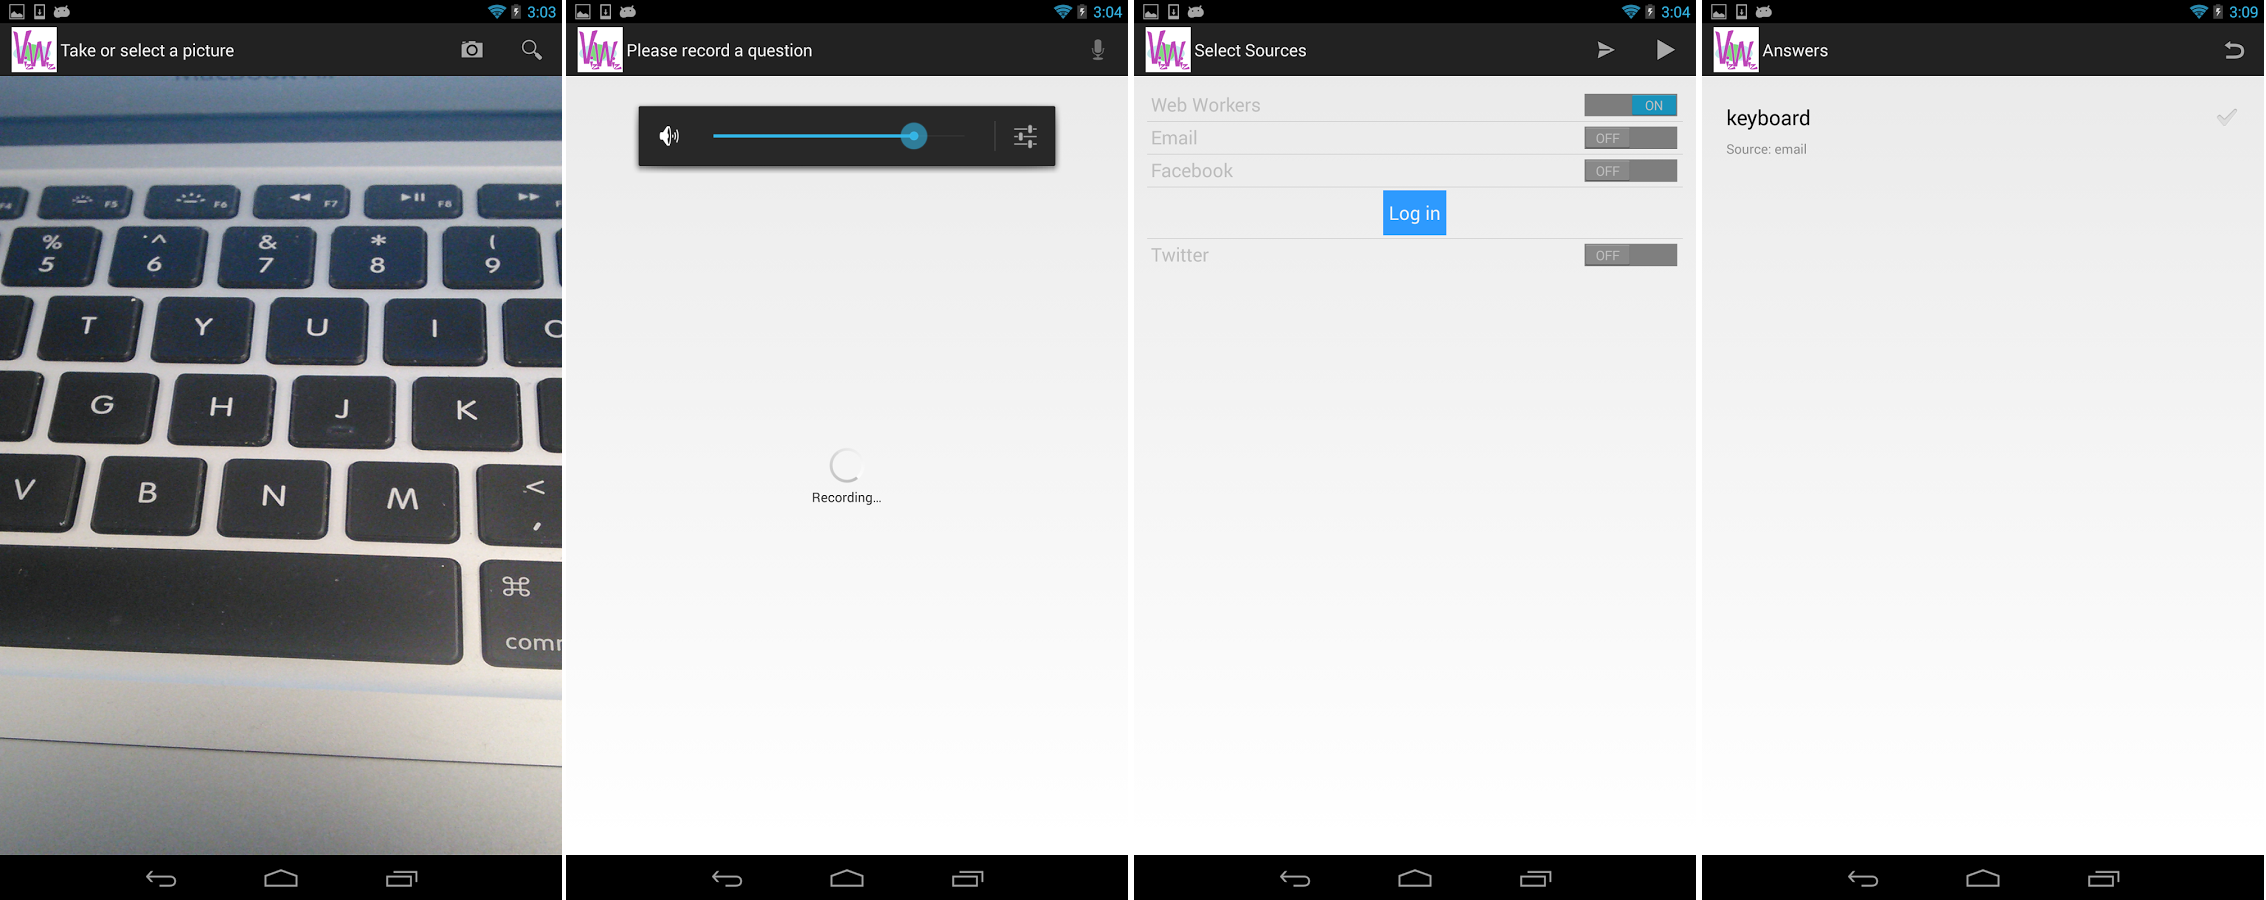 3:03
Take or select a picture
F4 F5 F6 F7 F8 F
% ^ & * (
5 6 7 8 9
T Y U I O
G H J K
V B N M <
,
⌘
comm
3:04
Please record a question
Recording...
3:04
Select Sources
Web Workers ON
Email OFF
Facebook OFF
Log in
Twitter OFF
3:09
Answers
keyboard
Source: email